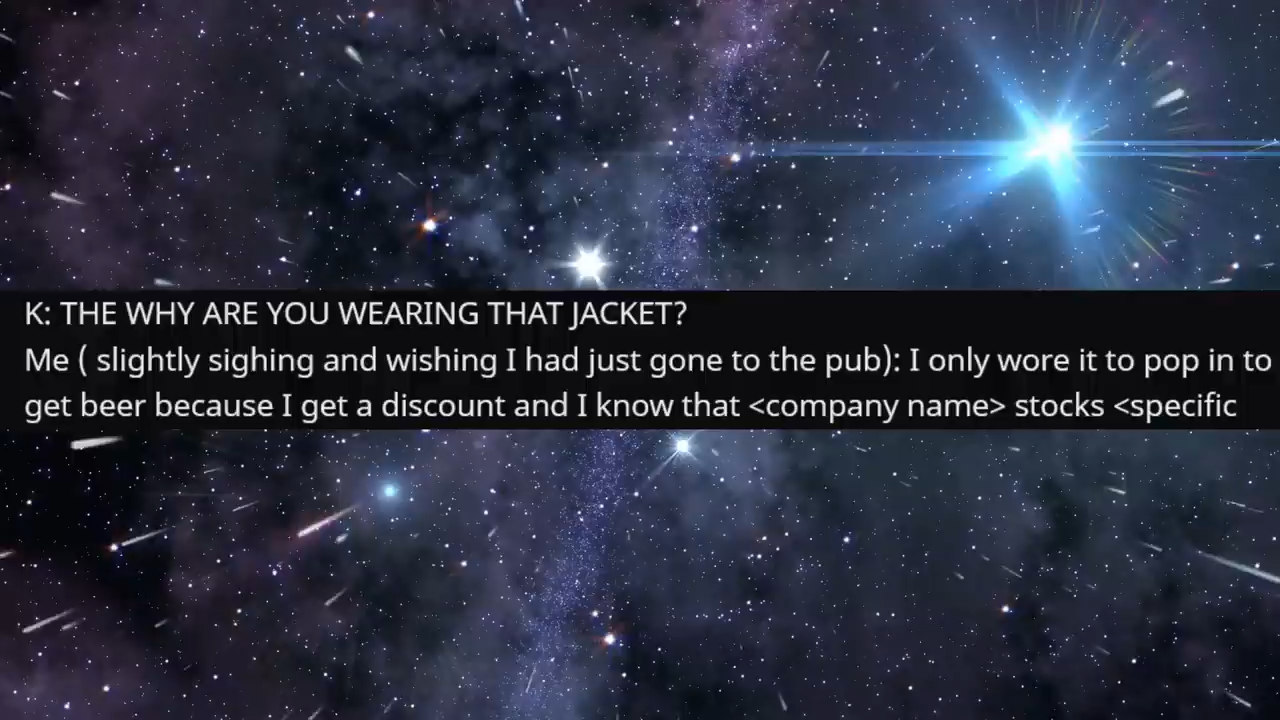 K: THE WHY ARE YOU WEARING THAT JACKET?
Me ( slightly sighing and wishing I had just gone to the pub): I only wore it to pop in to
get beer because I get a discount and I know that <company name> stocks <specific